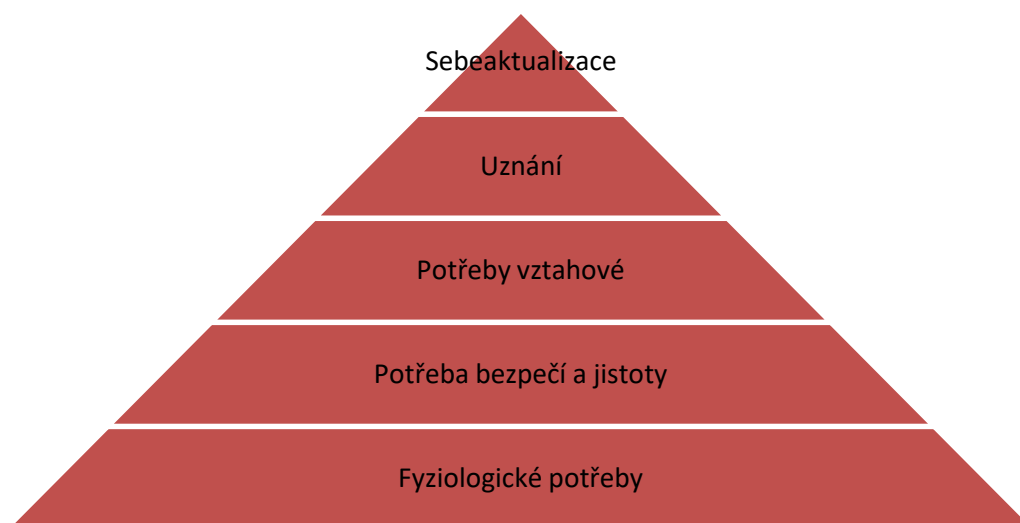 Sebeaktualizace
Uznání
Potřeby vztahové
Potřeba bezpečí a jistoty
Fyziologické potřeby